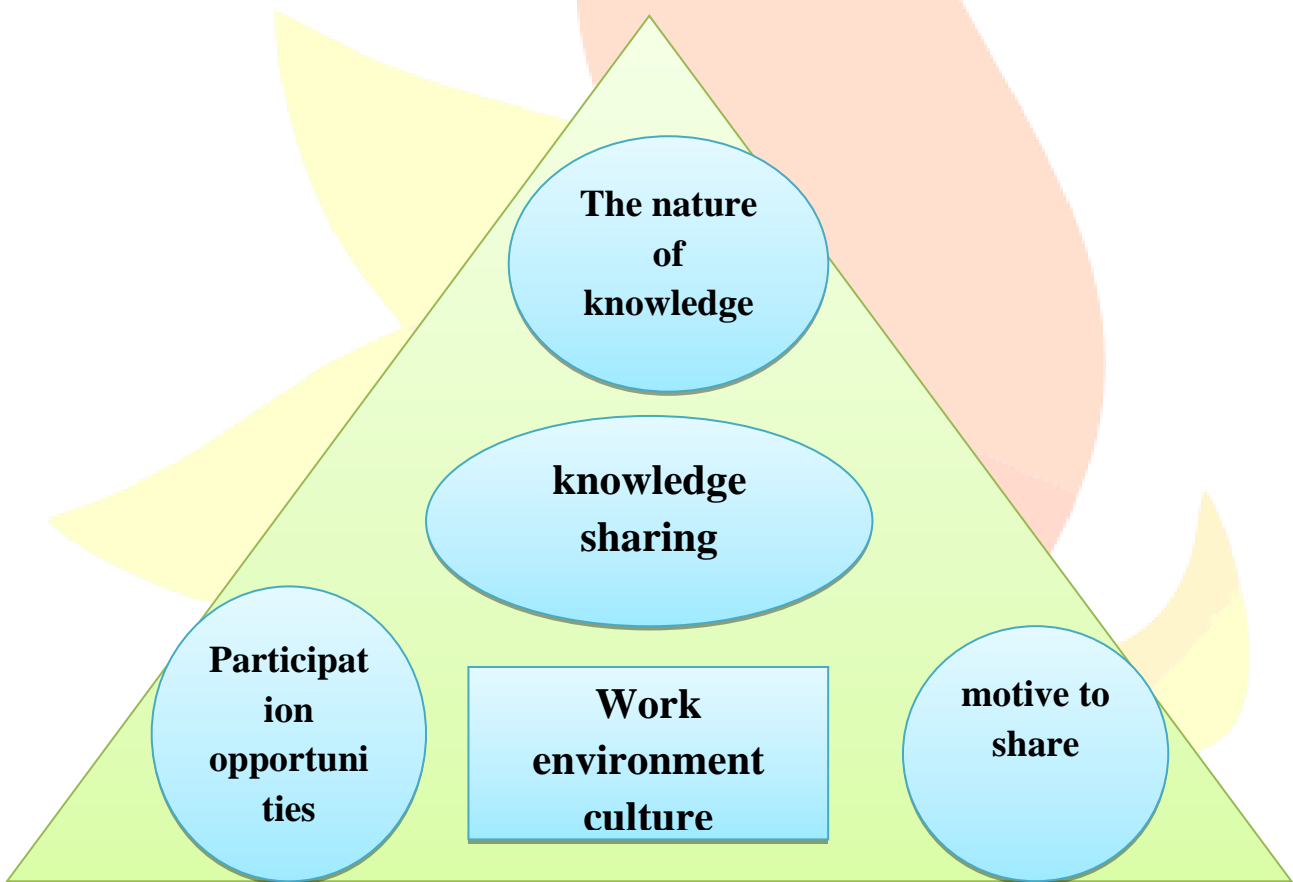 The nature
of
knowledge
knowledge
sharing
Participat
ion
opportuni
ties
Work
environment
culture
motive to
share